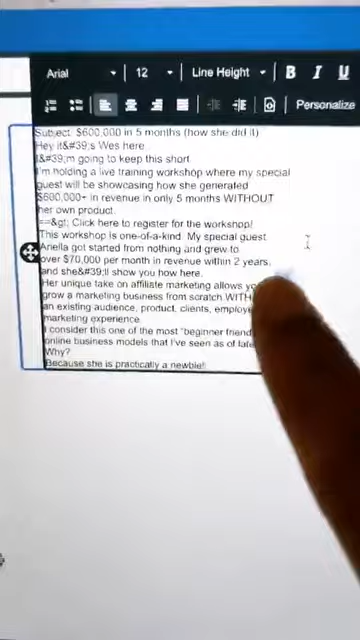 Arial 12 Line Height B I U
Personalize
Subject: $600,000 in 5 months (how she did it)
Hey it&#39;s Wes here.
I&#39;m going to keep this short.
I'm holding a live training workshop where my special
guest will be showcasing how she generated
$600,000+ in revenue in only 5 months WITHOUT
her own product.
==&gt; Click here to register for the workshop!
This workshop is one-of-a-kind. My special guest
Ariella got started from nothing and grew to
over $70,000 per month in revenue within 2 years,
and she&#39;ll show you how here.
Her unique take on affiliate marketing allows
grow a marketing business from scratch
an existing audience, product, clients,
marketing experience.
I consider this one of the most "beginner
online business models that I've seen as of
Why?
Because she is practically a newbie!